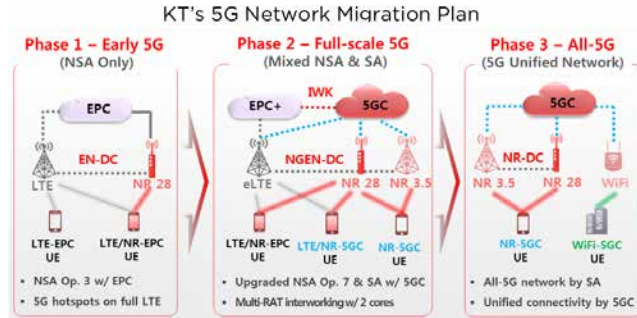 KT's 5G Network Migration Plan
Phase 1 – Early 5G
(NSA Only)
EPC
EN-DC
LTE
NR 28
LTE-EPC
UE
LTE/NR-EPC
UE
• NSA Op. 3 w/ EPC
• 5G hotspots on full LTE
Phase 2 – Full-scale 5G
(Mixed NSA & SA)
IWK
EPC+
5GC
NGEN-DC
eLTE
NR 28
NR 3.5
LTE/NR-EPC
UE
LTE/NR-5GC
UE
NR-5GC
UE
• Upgraded NSA Op. 7 & SA w/ 5GC
• Multi-RAT interworking w/ 2 cores
Phase 3 – All-5G
(5G Unified Network)
5GC
NR-DC
NR 3.5
NR 28
WiFi
NR-5GC
UE
WiFi-5GC
UE
• All-5G network by SA
• Unified connectivity by 5GC